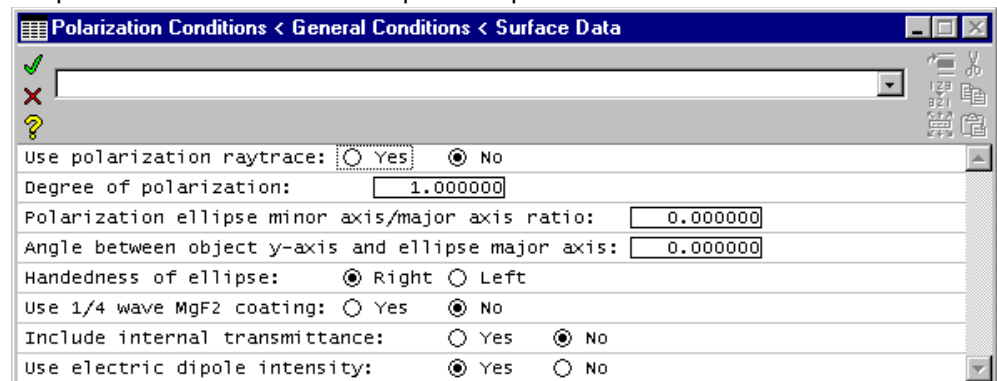 Polarization Conditions < General Conditions < Surface Data
Use polarization raytrace: Yes No
Degree of polarization: 1.000000
Polarization ellipse minor axis/major axis ratio: 0.000000
Angle between object y-axis and ellipse major axis: 0.000000
Handedness of ellipse: Right Left
Use 1/4 wave MgF2 coating: Yes No
Include internal transmittance: Yes No
Use electric dipole intensity: Yes No